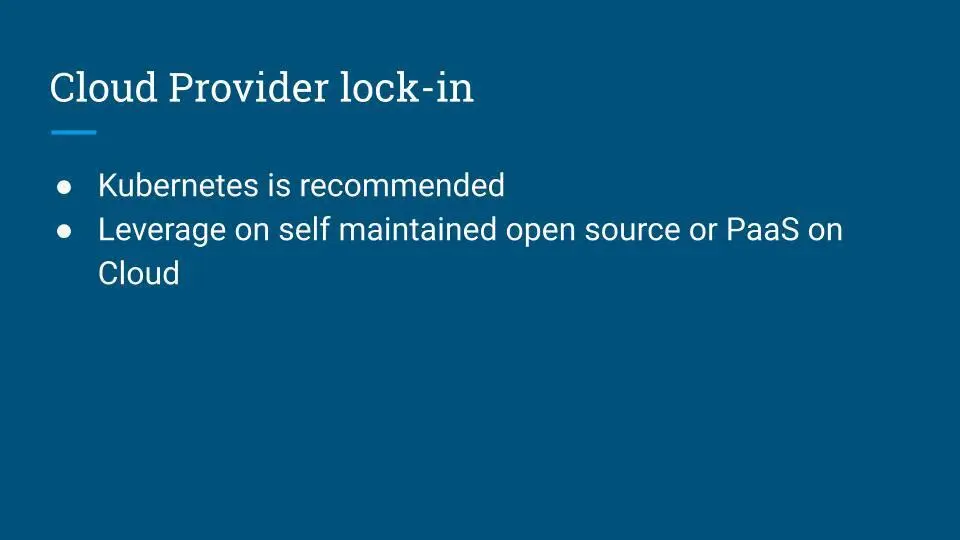 Cloud Provider lock-in
● Kubernetes is recommended
● Leverage on self maintained open source or PaaS on
Cloud